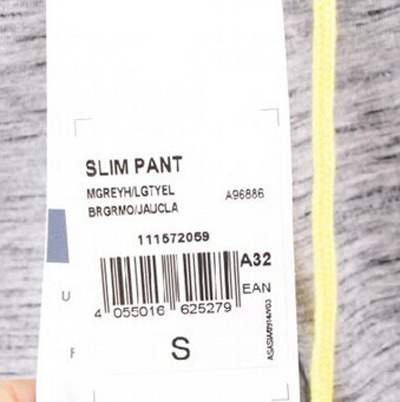 SLIM PANT
MGREYH/LGTYEL A96886
BRGRMO/JAUCLA
111572059
A32
U
EAN
4 055016 625279
F
S